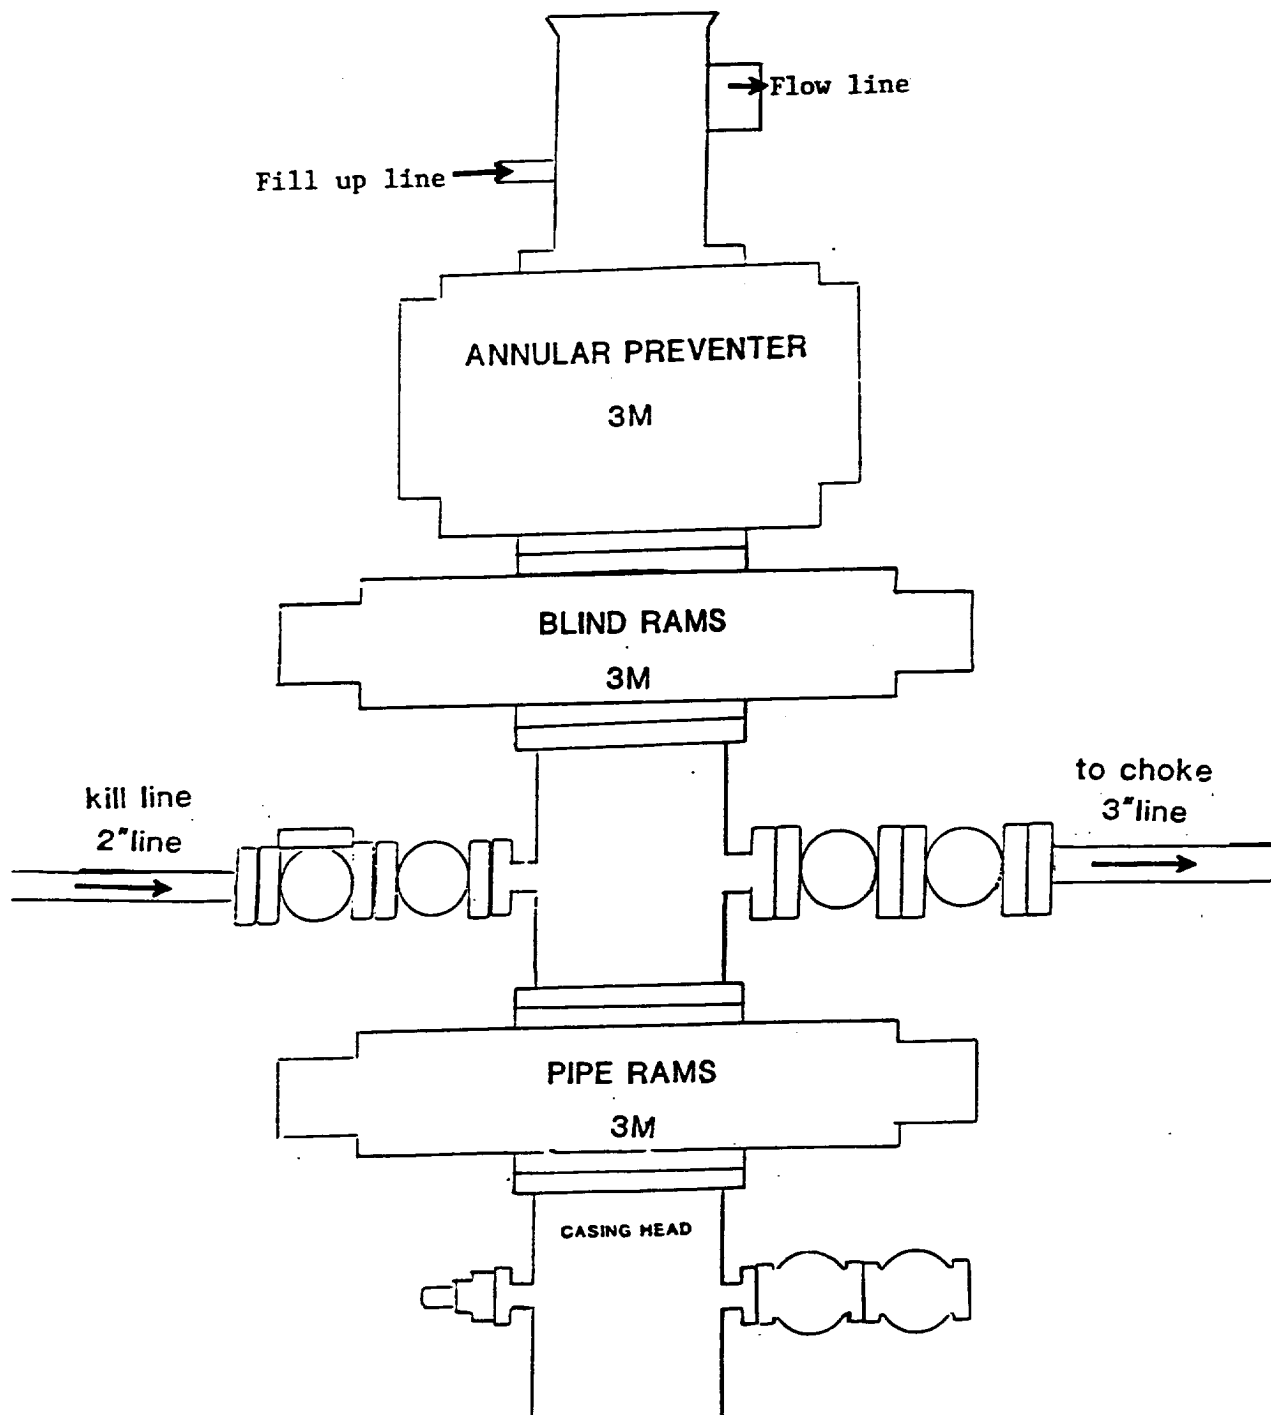 Flow line
Fill up line
ANNULAR PREVENTER
3M
BLIND RAMS
3M
kill line
2" line
to choke
3" line
PIPE RAMS
3M
CASING HEAD